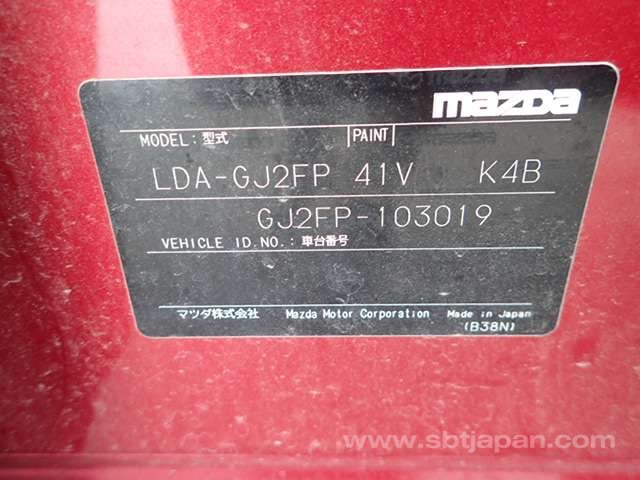 mazda
MODEL: 型式 PAINT
LDA-GJ2FP 41V K4B
GJ2FP-103019
VEHICLE ID.NO.: 車台番号
マツダ株式会社 Mazda Motor Corporation Made in Japan
(B38N)
www.sbtjapan.com